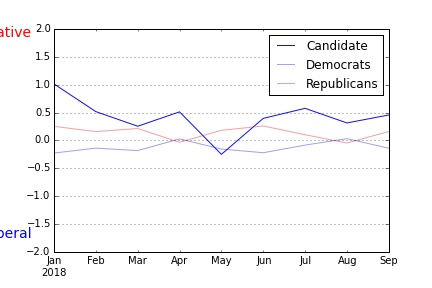 ative
peral
2.0
1.5
1.0
0.5
0.0
−0.5
−1.0
−1.5
−2.0
Candidate
Democrats
Republicans
Jan Feb Mar Apr May Jun Jul Aug Sep
2018